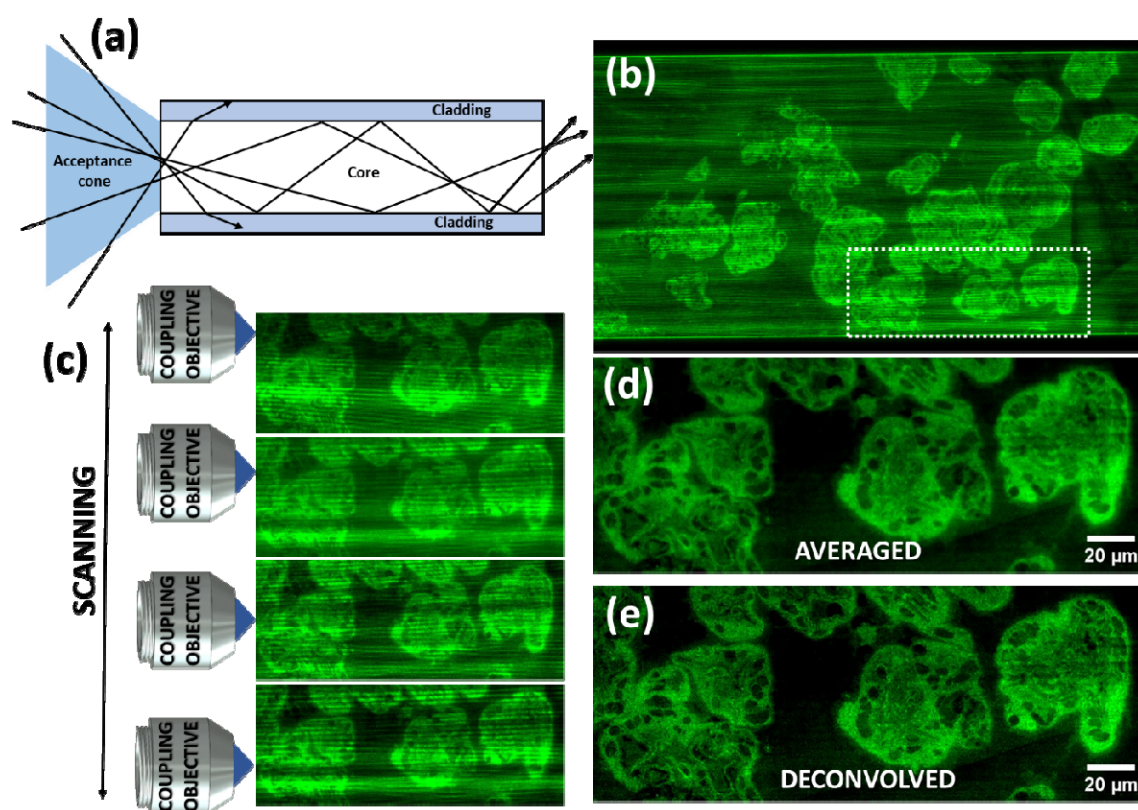 (a)
Cladding
Acceptance
cone
Core
Cladding
(b)
(c)
SCANNING
COUPLING
OBJECTIVE
COUPLING
OBJECTIVE
COUPLING
OBJECTIVE
COUPLING
OBJECTIVE
(d)
AVERAGED
20 µm
(e)
DECONVOLVED
20 µm